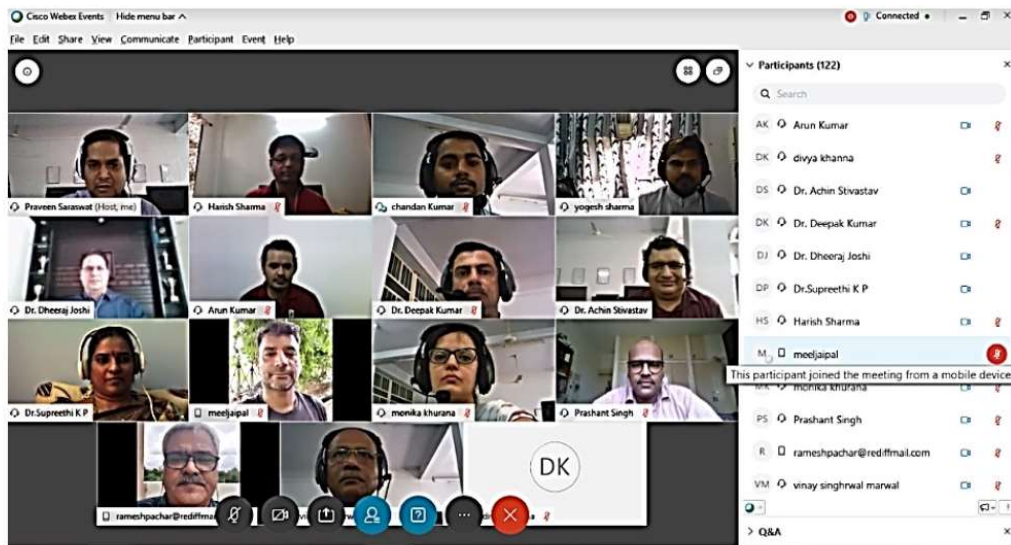 Cisco Webex Events Hide menu bar Connected
File Edit Share View Communicate Participant Event Help
Participants (122)
Search
AK Arun Kumar
DK divya khanna
DS Dr. Achin Stivastav
DK Dr. Deepak Kumar
DJ Dr. Dheeraj Joshi
DP Dr.Supreethi K P
HS Harish Sharma
M meeljaipal
This participant joined the meeting from a mobile device
monika khurana
PS Prashant Singh
R rameshpachar@rediffmail.com
VM vinay singhrwal marwal
Q&A
Praveen Saraswat (Host, me) Harish Sharma chandan Kumar yogesh sharma
Dr. Dheeraj Joshi Arun Kumar Dr. Deepak Kumar Dr. Achin Stivastav
Dr.Supreethi K P meeljaipal monika khurana Prashant Singh
DK
rameshpachar@rediffma